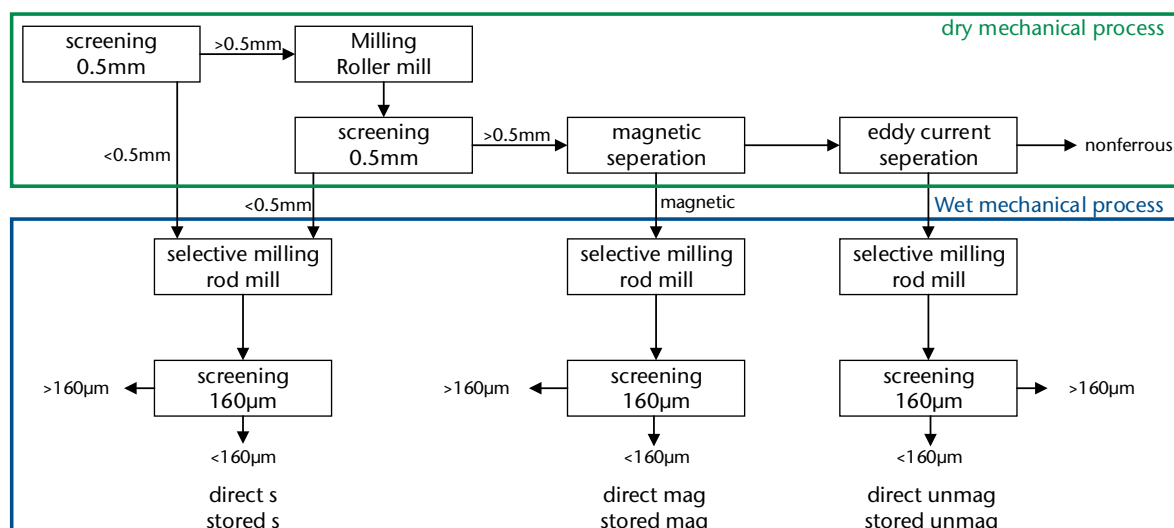 dry mechanical process
screening
0.5mm
>0.5mm
Milling
Roller mill
<0.5mm
screening
0.5mm
>0.5mm
magnetic
seperation
eddy current
seperation
nonferrous
<0.5mm
magnetic
Wet mechanical process
selective milling
rod mill
selective milling
rod mill
selective milling
rod mill
>160µm
screening
160µm
>160µm
screening
160µm
screening
160µm
>160µm
<160µm
<160µm
<160µm
direct s
stored s
direct mag
stored mag
direct unmag
stored unmag